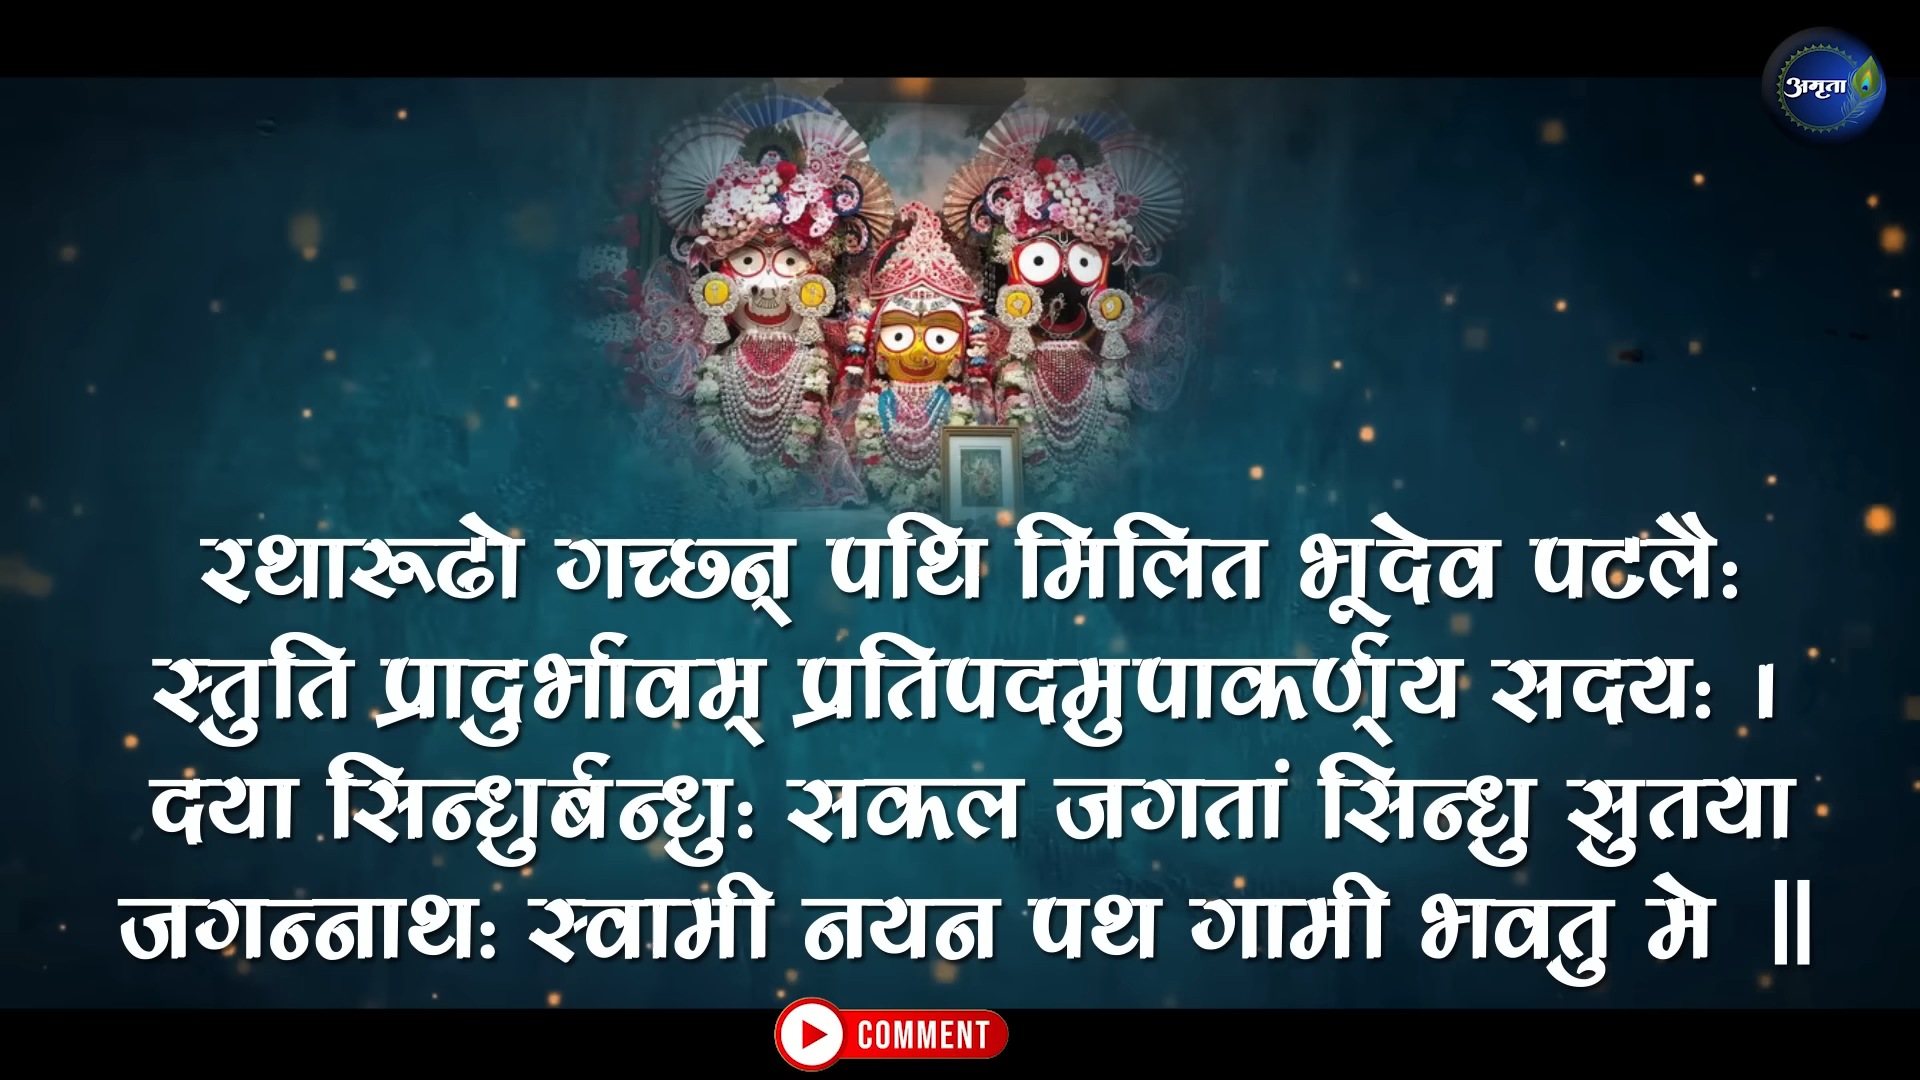 अमृता
रथारूढो गच्छन् पथि मिलित भूदेव पटलैः
स्तुति प्रादुर्भावम् प्रतिपदमुपाकर्ण्य सदयः ।
दया सिन्धुर्बन्धुः सकल जगतां सिन्धु सुतया
जगन्नाथः स्वामी नयन पथ गामी भवतु मे ॥
COMMENT